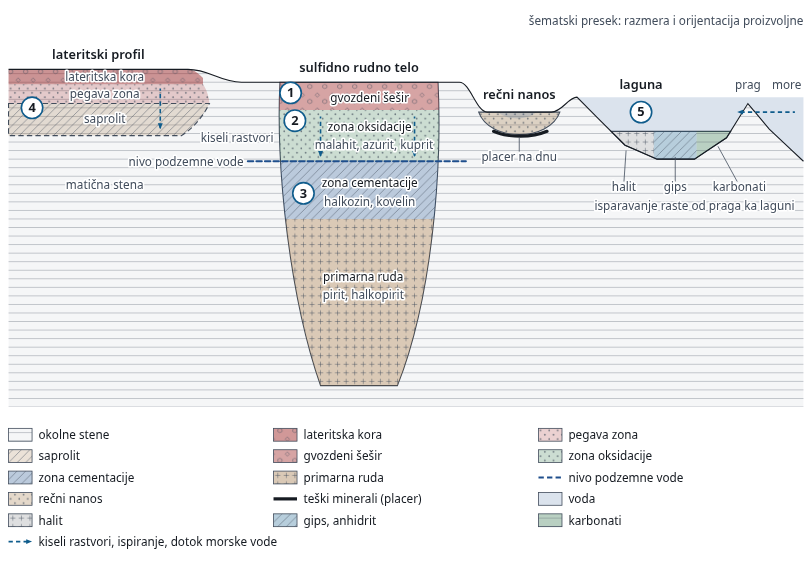 šematski presek: razmera i orijentacija proizvoljne
lateritski profil
sulfidno rudno telo
rečni nanos
laguna
prag
more
lateritska kora
pegava zona
saprolit
4
matična stena
1
gvozdeni šešir
2
zona oksidacije
malahit, azurit, kuprit
kiseli rastvori
nivo podzemne vode
3
zona cementacije
halkozin, kovelin
primarna ruda
pirit, halkopirit
placer na dnu
5
halit
gips
karbonati
isparavanje raste od praga ka laguni
okolne stene
lateritska kora
pegava zona
saprolit
gvozdeni šešir
zona oksidacije
zona cementacije
primarna ruda
nivo podzemne vode
rečni nanos
teški minerali (placer)
voda
halit
gips, anhidrit
karbonati
kiseli rastvori, ispiranje, dotok morske vode